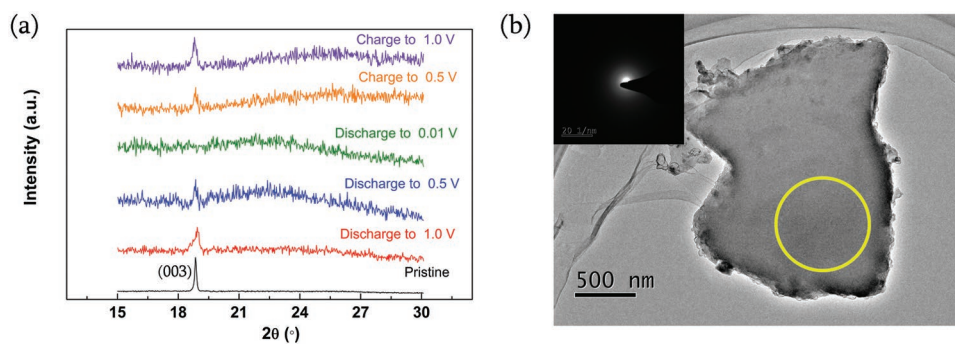 (a)
Intensity (a.u.)
Charge to 1.0 V
Charge to 0.5 V
Discharge to 0.01 V
Discharge to 0.5 V
Discharge to 1.0 V
(003)
Pristine
15 18 21 24 27 30
2θ (°)
(b)
20 1/nm
500 nm